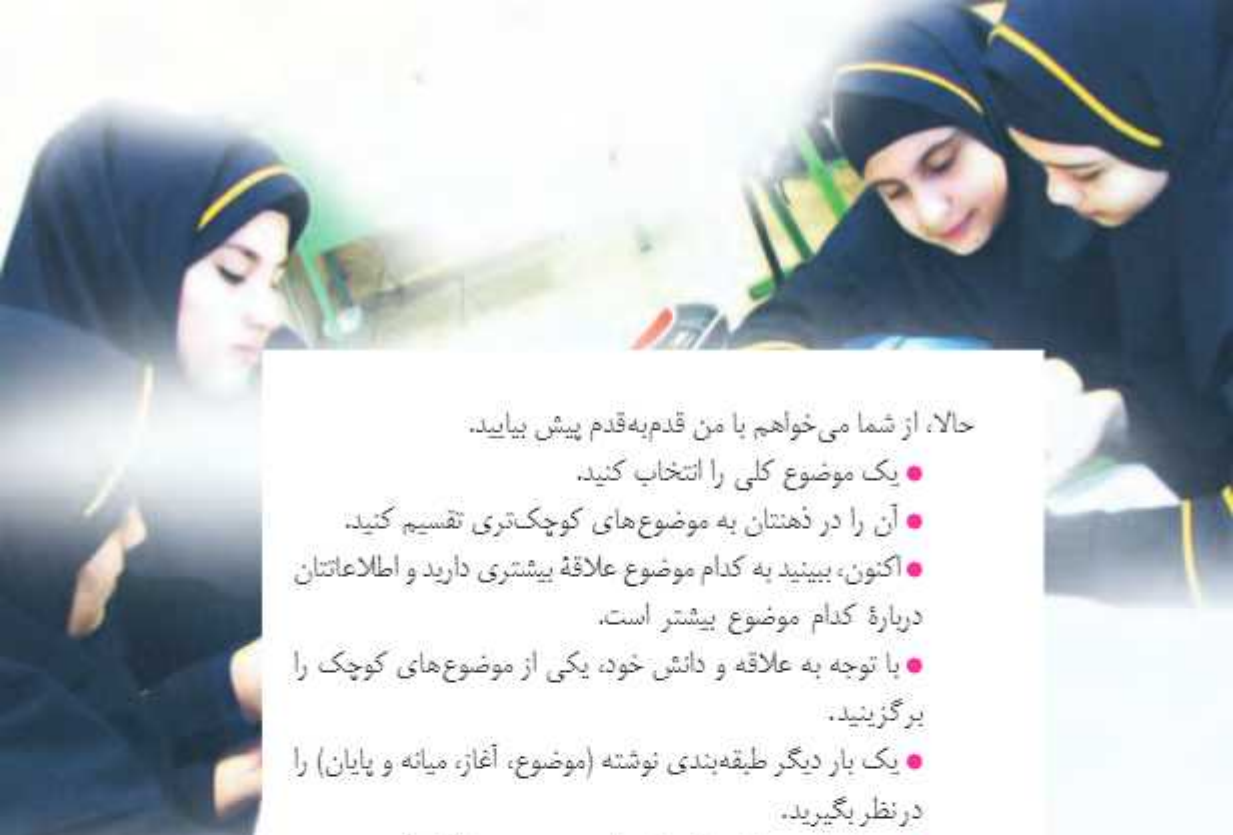 حالا، از شما می‌خواهم با من قدم‌به‌قدم پیش بیایید.
● یک موضوع کلی را انتخاب کنید.
● آن را در ذهنتان به موضوع‌های کوچک‌تری تقسیم کنید.
● اکنون، ببینید به کدام موضوع علاقهٔ بیشتری دارید و اطلاعاتتان
دربارهٔ کدام موضوع بیشتر است.
● با توجه به علاقه و دانش خود، یکی از موضوع‌های کوچک را
برگزینید.
● یک بار دیگر طبقه‌بندی نوشته (موضوع، آغاز، میانه و پایان) را
در نظر بگیرید.